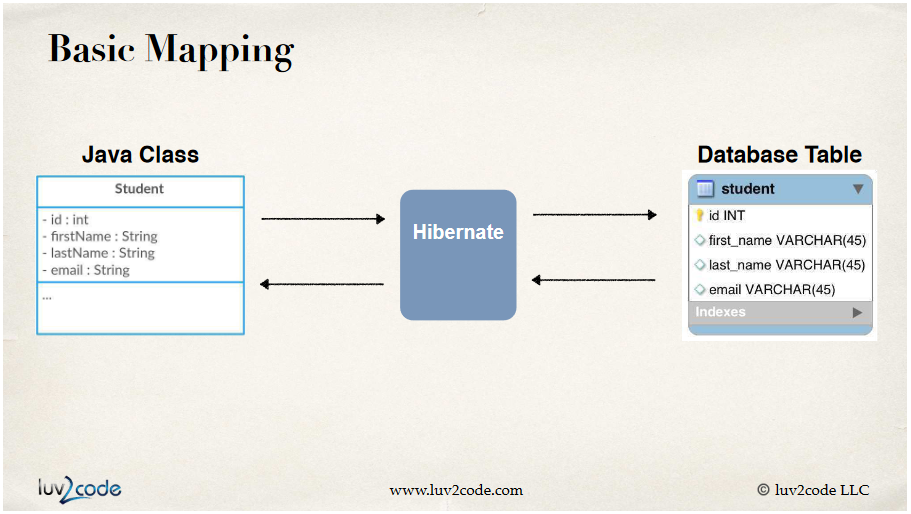 Basic Mapping
Java Class
Student
- id : int
- firstName : String
- lastName : String
- email : String
...
Hibernate
Database Table
student
id INT
first_name VARCHAR(45)
last_name VARCHAR(45)
email VARCHAR(45)
Indexes
luv2code
www.luv2code.com
© luv2code LLC